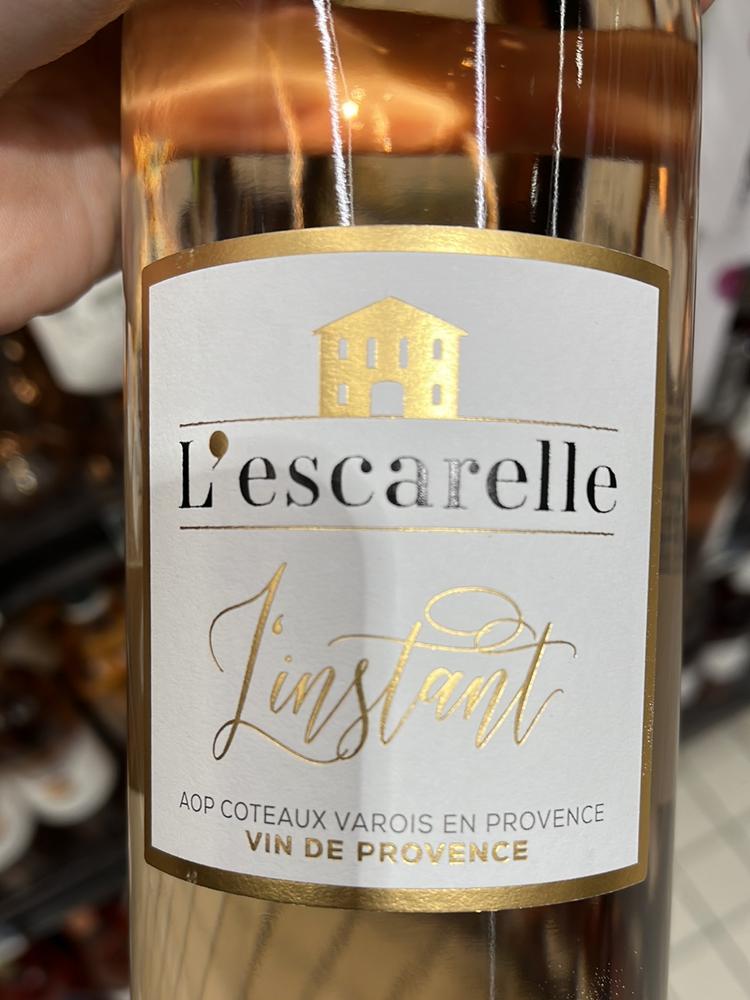 L'escarelle
L'instant
AOP COTEAUX VAROIS EN PROVENCE
VIN DE PROVENCE